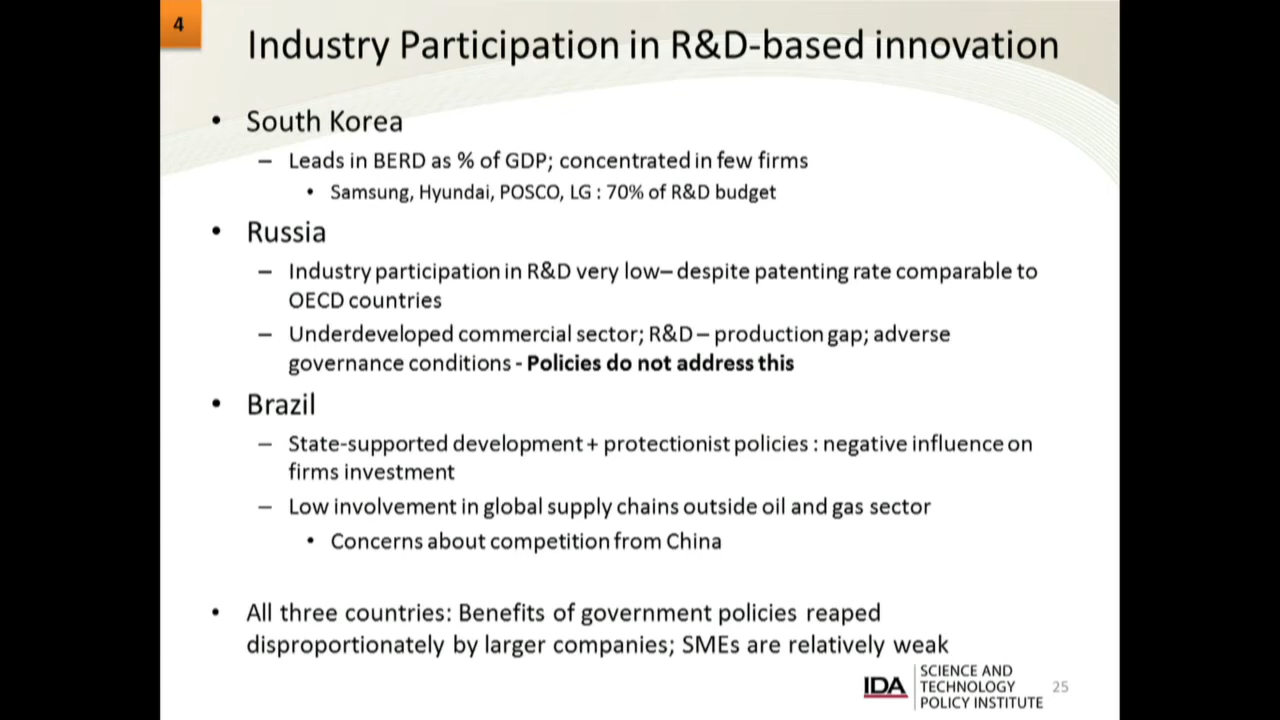 4
Industry Participation in R&D-based innovation
• South Korea
– Leads in BERD as % of GDP; concentrated in few firms
• Samsung, Hyundai, POSCO, LG : 70% of R&D budget
• Russia
– Industry participation in R&D very low– despite patenting rate comparable to
OECD countries
– Underdeveloped commercial sector; R&D – production gap; adverse
governance conditions - Policies do not address this
• Brazil
– State-supported development + protectionist policies : negative influence on
firms investment
– Low involvement in global supply chains outside oil and gas sector
• Concerns about competition from China
• All three countries: Benefits of government policies reaped
disproportionately by larger companies; SMEs are relatively weak
IDA
SCIENCE AND
TECHNOLOGY
POLICY INSTITUTE
25